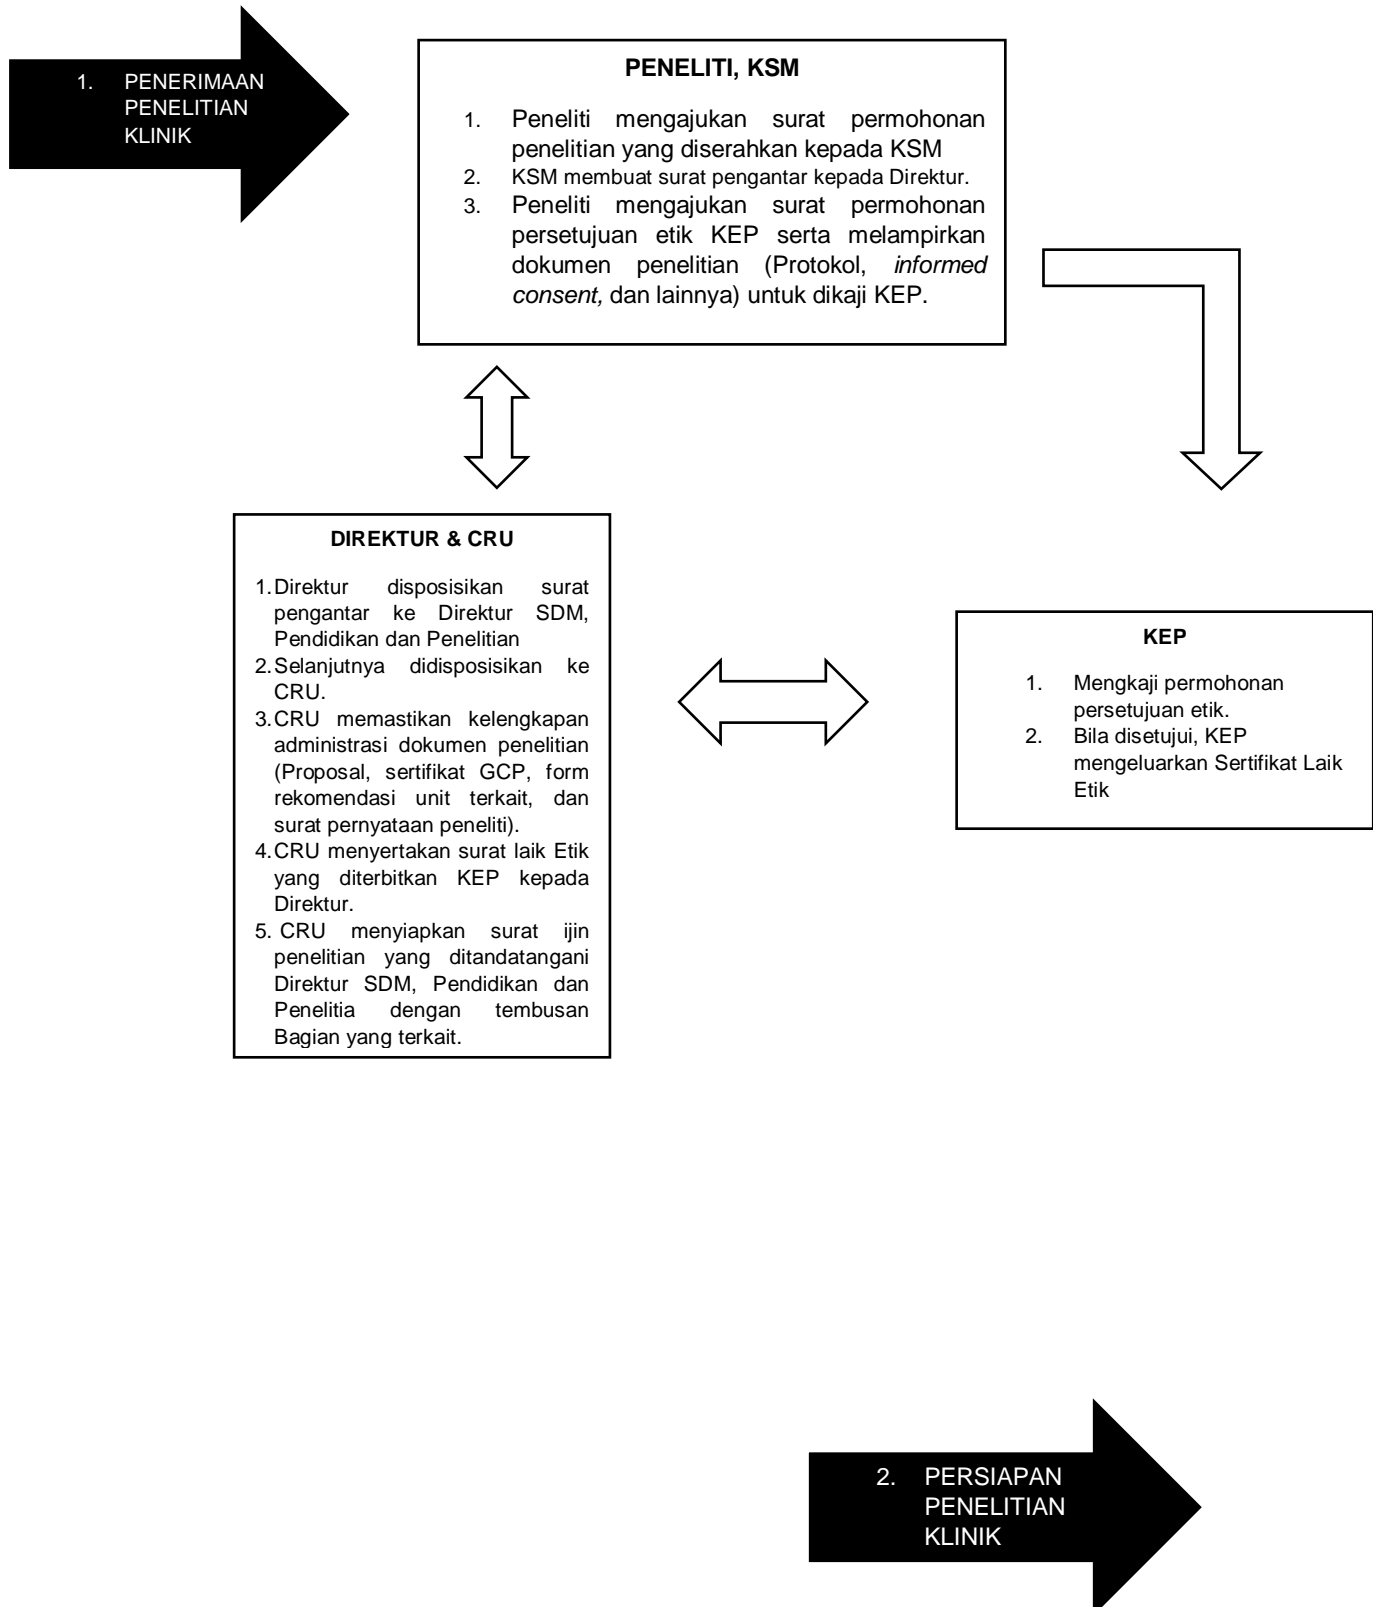 1. PENERIMAAN
PENELITIAN
KLINIK
PENELITI, KSM
1. Peneliti mengajukan surat permohonan
penelitian yang diserahkan kepada KSM
2. KSM membuat surat pengantar kepada Direktur.
3. Peneliti mengajukan surat permohonan
persetujuan etik KEP serta melampirkan
dokumen penelitian (Protokol, informed
consent, dan lainnya) untuk dikaji KEP.
DIREKTUR & CRU
1. Direktur disposisikan surat
pengantar ke Direktur SDM,
Pendidikan dan Penelitian
2. Selanjutnya didisposisikan ke
CRU.
3. CRU memastikan kelengkapan
administrasi dokumen penelitian
(Proposal, sertifikat GCP, form
rekomendasi unit terkait, dan
surat pernyataan peneliti).
4. CRU menyertakan surat laik Etik
yang diterbitkan KEP kepada
Direktur.
5. CRU menyiapkan surat ijin
penelitian yang ditandatangani
Direktur SDM, Pendidikan dan
Penelitia dengan tembusan
Bagian yang terkait.
KEP
1. Mengkaji permohonan
persetujuan etik.
2. Bila disetujui, KEP
mengeluarkan Sertifikat Laik
Etik
2. PERSIAPAN
PENELITIAN
KLINIK